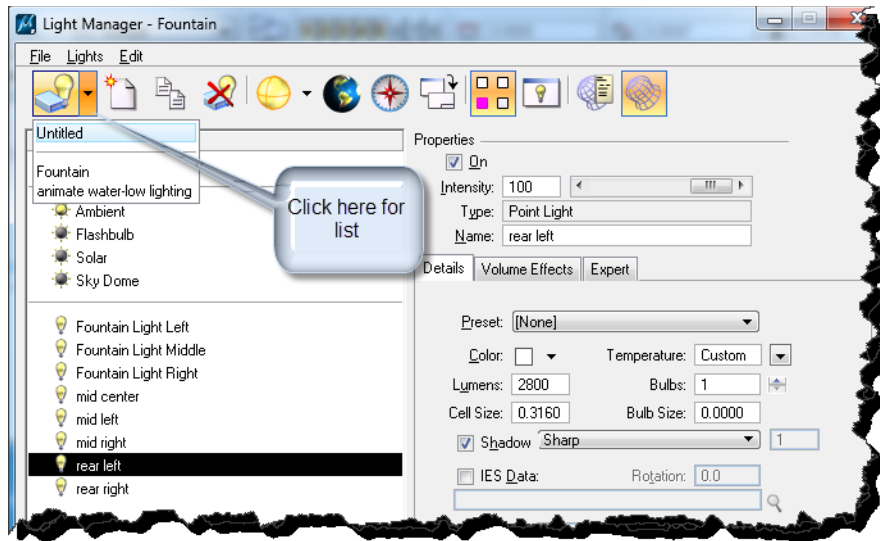 Light Manager - Fountain
File Lights Edit
Untitled
Fountain
animate water-low lighting
Ambient
Flashbulb
Solar
Sky Dome
Fountain Light Left
Fountain Light Middle
Fountain Light Right
mid center
mid left
mid right
rear left
rear right
Click here for
list
Properties
On
Intensity: 100
Type: Point Light
Name: rear left
Details Volume Effects Expert
Preset: [None]
Color: Temperature: Custom
Lumens: 2800 Bulbs: 1
Cell Size: 0.3160 Bulb Size: 0.0000
Shadow Sharp 1
IES Data: Rotation: 0.0